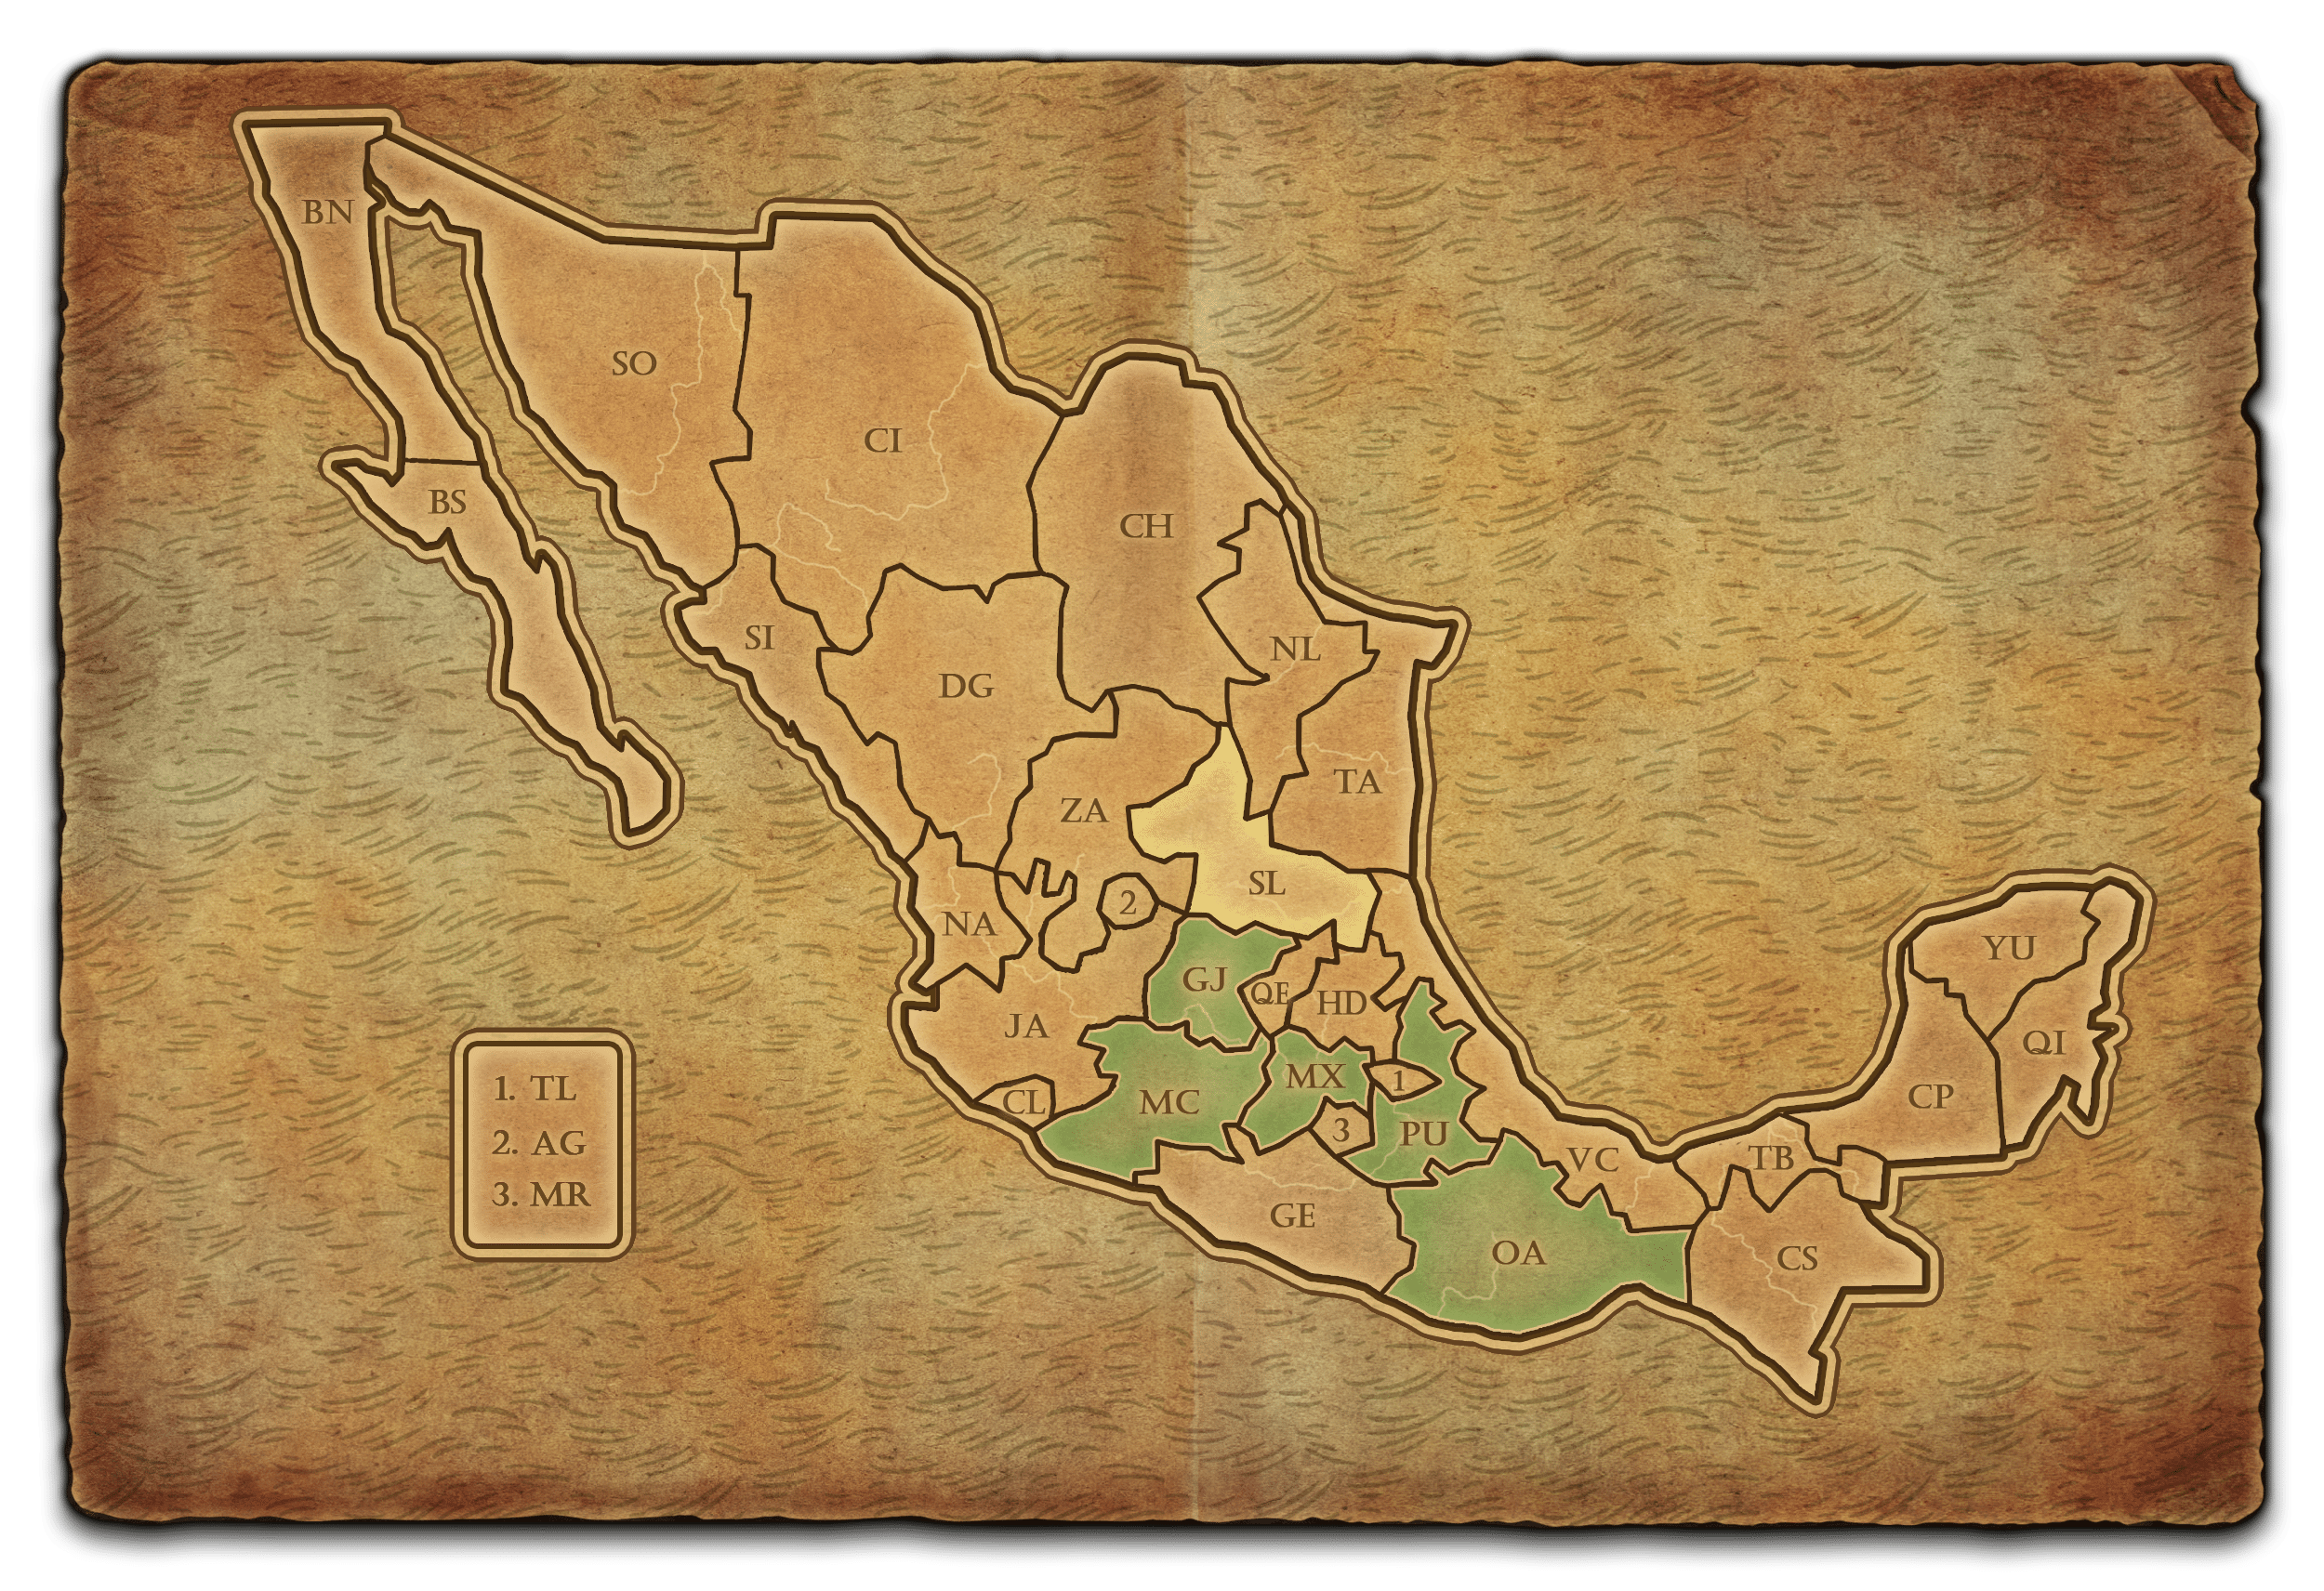 BN
SO
CI
BS
CH
SI
NL
DG
TA
ZA
SL
2
NA
YU
GJ
QE
HD
JA
QI
MX
1
CL
MC
CP
3
PU
VC
TB
GE
OA
CS
1. TL
2. AG
3. MR